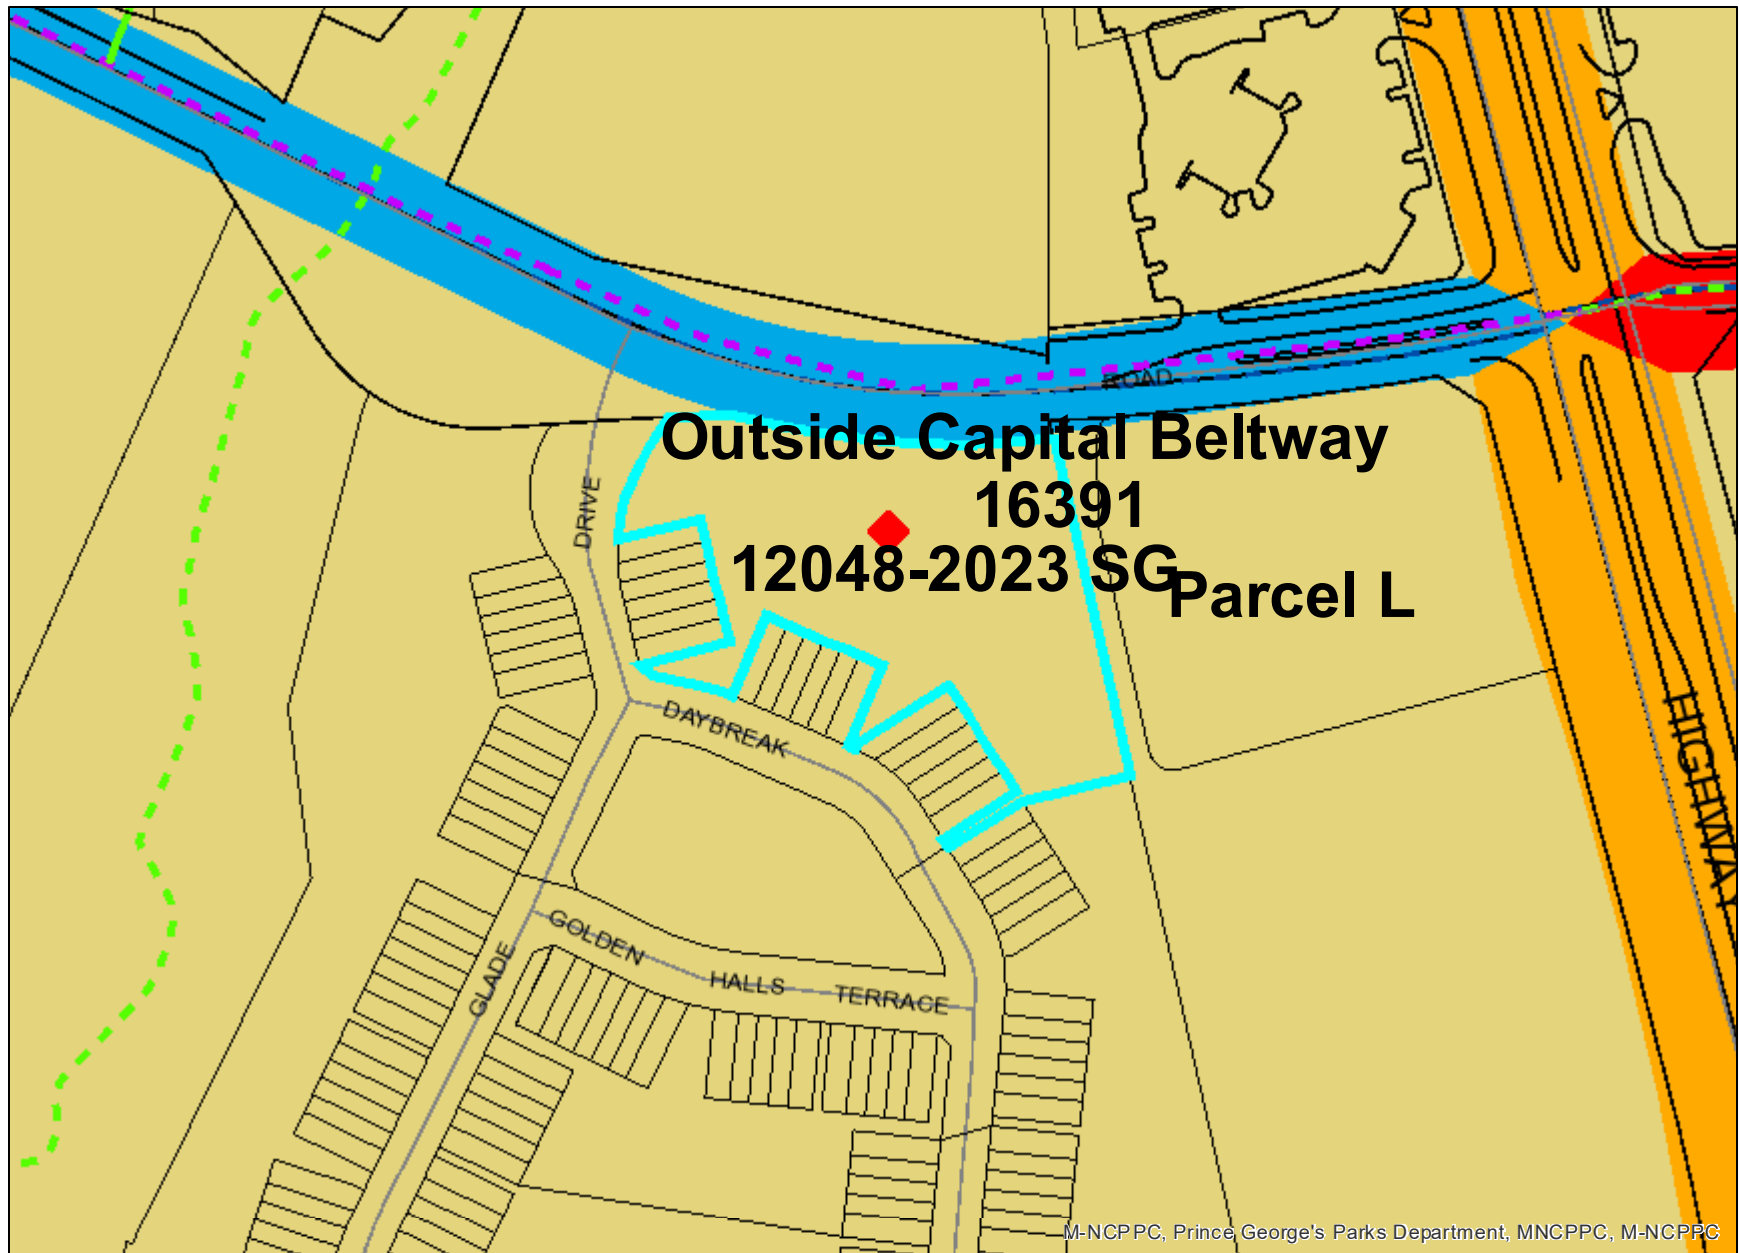 ROAD
Outside Capital Beltway
16391
12048-2023 SG
Parcel L
DRIVE
DAYBREAK
HIGHWAY
GOLDEN
HALLS
TERRACE
GLADE
M-NCPPC, Prince George's Parks Department, MNCPPC, M-NCPPC